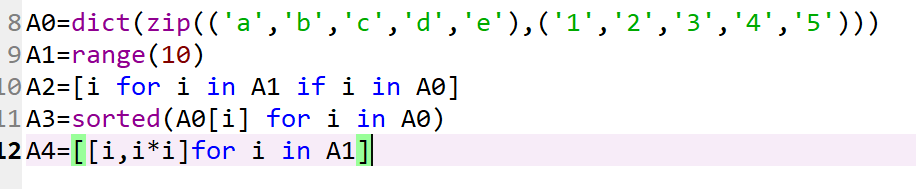 8 A0=dict(zip(('a','b','c','d','e'),('1','2','3','4','5')))
9 A1=range(10)
10 A2=[i for i in A1 if i in A0]
11 A3=sorted(A0[i] for i in A0)
12 A4=[[i,i*i]for i in A1]